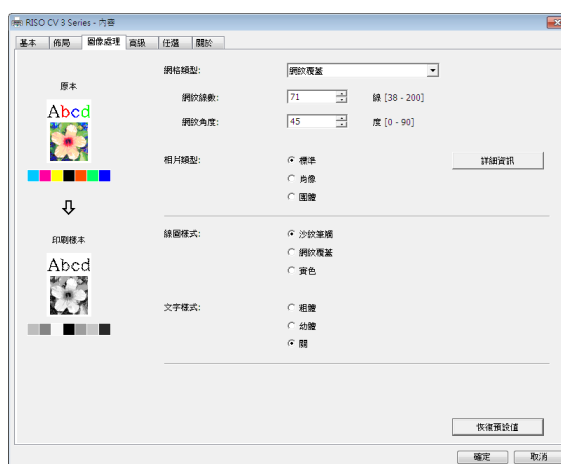 RISO CV 3 Series - 內容
基本 佈局 圖像處理 高級 任選 關於
網格類型: 網紋覆蓋
原本
網紋線數: 71 線 [38 - 200]
Abcd
網紋角度: 45 度 [0 - 90]
相片類型: 標準 詳細資訊
肖像
團體
線圖樣式: 沙紋筆觸
印刷樣本
網紋覆蓋
Abcd
實色
文字樣式: 粗體
幼體
關
恢復預設值
確定 取消